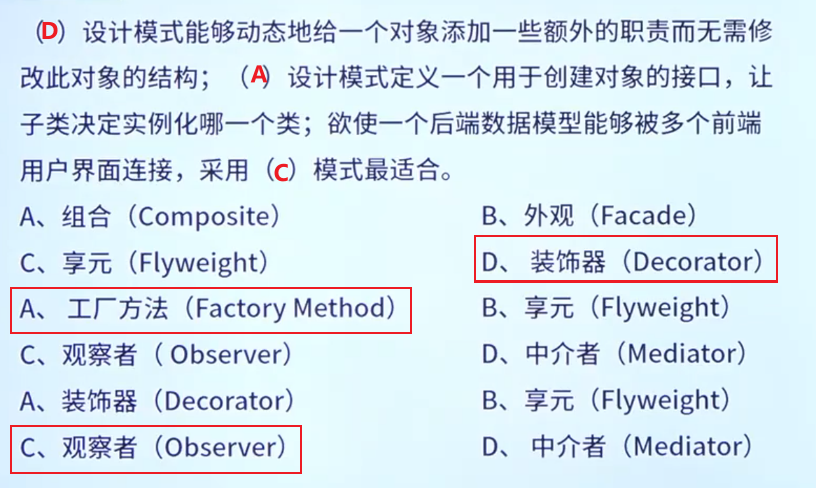 （D）设计模式能够动态地给一个对象添加一些额外的职责而无需修
改此对象的结构；（A）设计模式定义一个用于创建对象的接口，让
子类决定实例化哪一个类；欲使一个后端数据模型能够被多个前端
用户界面连接，采用（C）模式最适合。
A、组合（Composite） B、外观（Facade）
C、享元（Flyweight） D、 装饰器（Decorator）
A、 工厂方法（Factory Method） B、享元（Flyweight）
C、观察者（ Observer） D、中介者（Mediator）
A、装饰器（Decorator） B、享元（Flyweight）
C、观察者（Observer） D、 中介者（Mediator）